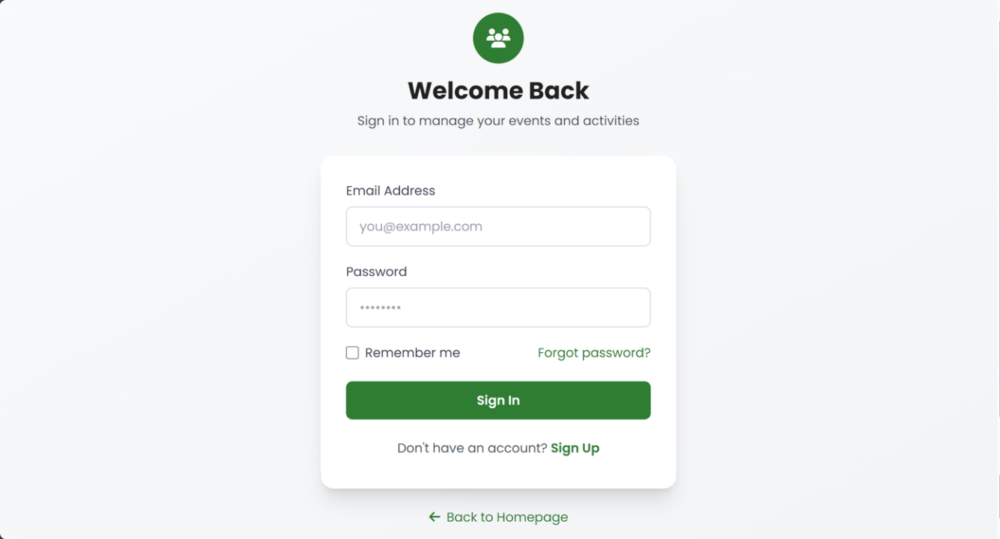 Welcome Back
Sign in to manage your events and activities
Email Address
you@example.com
Password
••••••••
Remember me
Forgot password?
Sign In
Don't have an account? Sign Up
← Back to Homepage